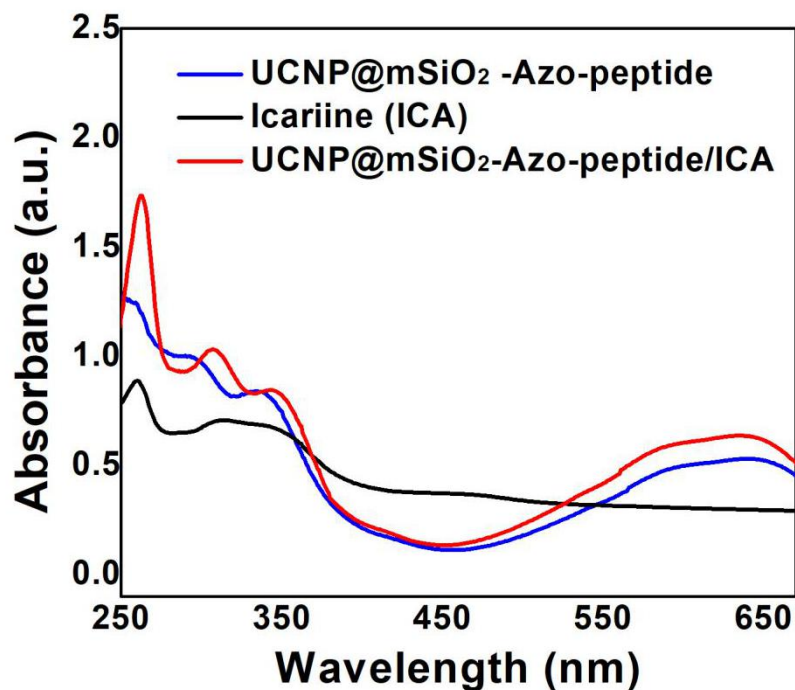 2.5
2.0
1.5
1.0
0.5
0.0
Absorbance (a.u.)
UCNP@mSiO₂ -Azo-peptide
Icariine (ICA)
UCNP@mSiO₂-Azo-peptide/ICA
250 350 450 550 650
Wavelength (nm)